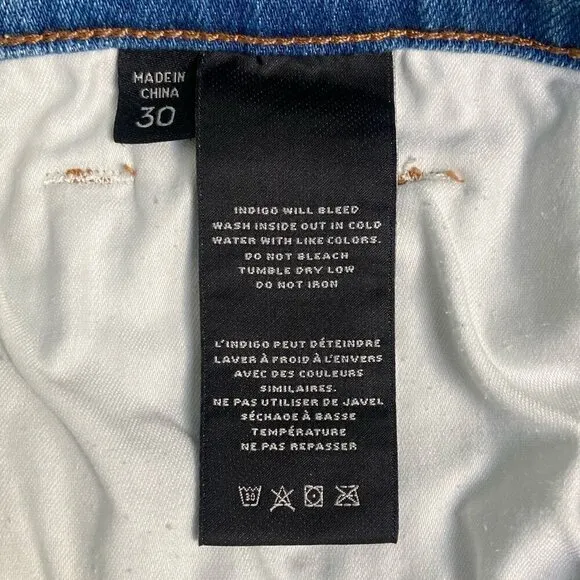 MADE IN
CHINA
30
INDIGO WILL BLEED
WASH INSIDE OUT IN COLD
WATER WITH LIKE COLORS.
DO NOT BLEACH
TUMBLE DRY LOW
DO NOT IRON
L'INDIGO PEUT DÉTEINDRE
LAVER À FROID À L'ENVERS
AVEC DES COULEURS
SIMILAIRES.
NE PAS UTILISER DE JAVEL
SÉCHAGE À BASSE
TEMPÉRATURE
NE PAS REPASSER
30